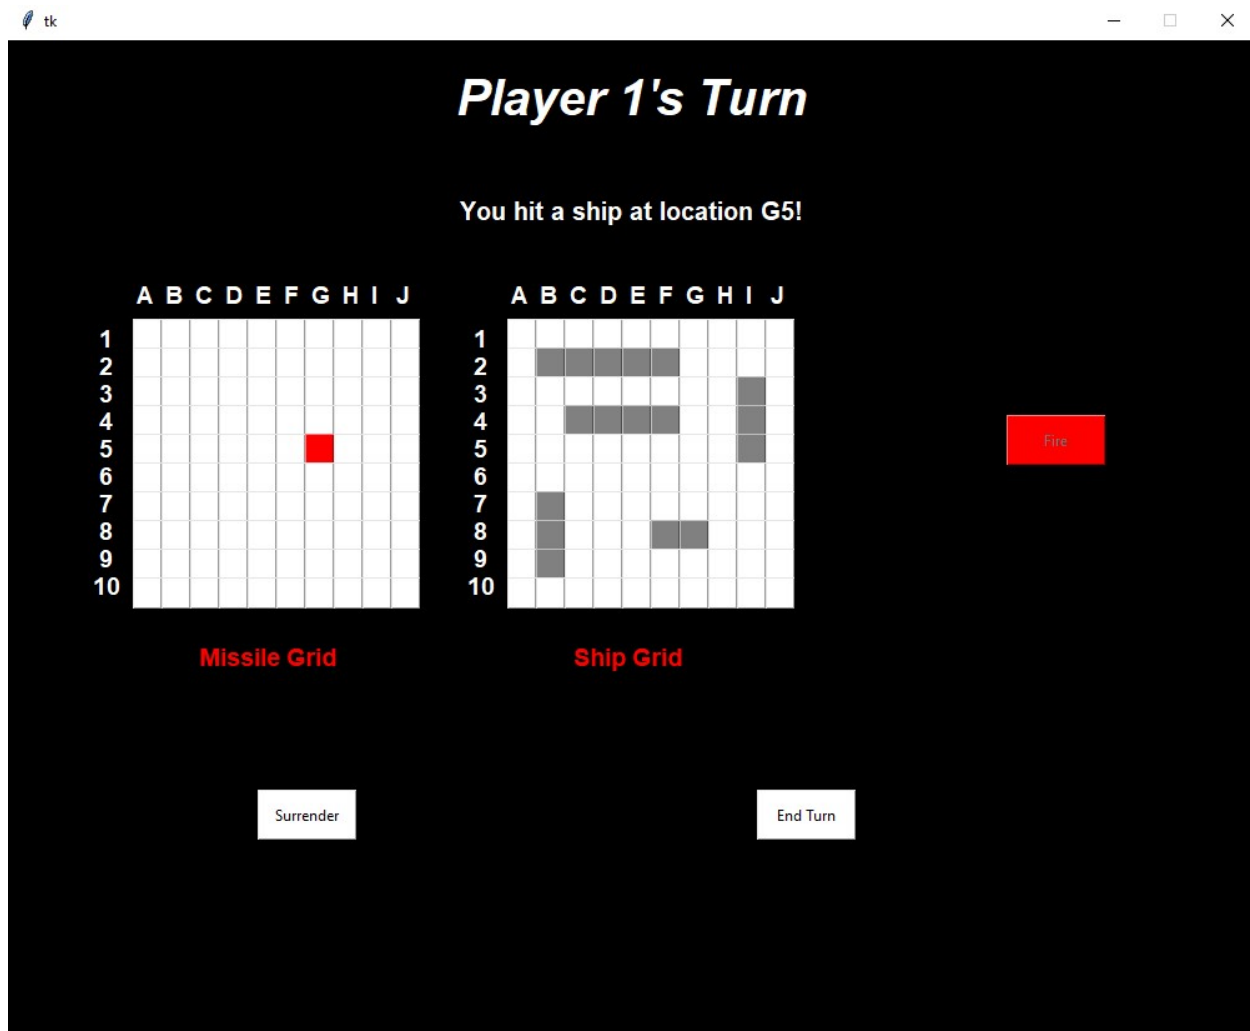 tk
Player 1's Turn
You hit a ship at location G5!
A B C D E F G H I J
A B C D E F G H I J
1
2
3
4
5
6
7
8
9
10
1
2
3
4
5
6
7
8
9
10
Fire
Missile Grid
Ship Grid
Surrender
End Turn